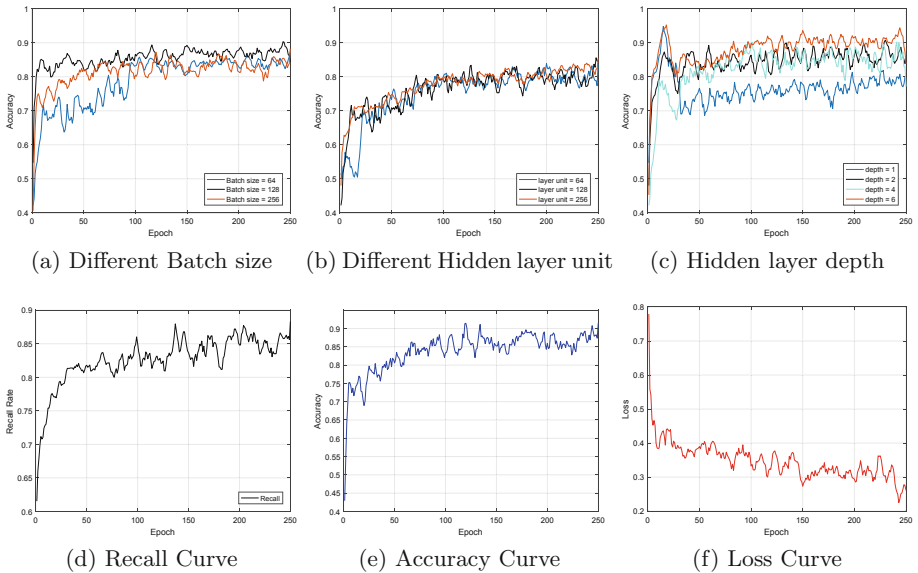 1
0.9
0.8
0.7
0.6
0.5
0.4
Accuracy
0 50 100 150 200 250
Epoch
Batch size = 64
Batch size = 128
Batch size = 256
(a) Different Batch size
1
0.9
0.8
0.7
0.6
0.5
0.4
Accuracy
0 50 100 150 200 250
Epoch
layer unit = 64
layer unit = 128
layer unit = 256
(b) Different Hidden layer unit
1
0.9
0.8
0.7
0.6
0.5
0.4
Accuracy
0 50 100 150 200 250
Epoch
depth = 1
depth = 2
depth = 4
depth = 6
(c) Hidden layer depth
0.9
0.85
0.8
0.75
0.7
0.65
0.6
Recall Rate
0 50 100 150 200 250
Epoch
Recall
(d) Recall Curve
0.9
0.85
0.8
0.75
0.7
0.65
0.6
0.55
0.5
0.45
0.4
Accuracy
0 50 100 150 200 250
Epoch
(e) Accuracy Curve
0.8
0.7
0.6
0.5
0.4
0.3
0.2
Loss
0 50 100 150 200 250
Epoch
(f) Loss Curve